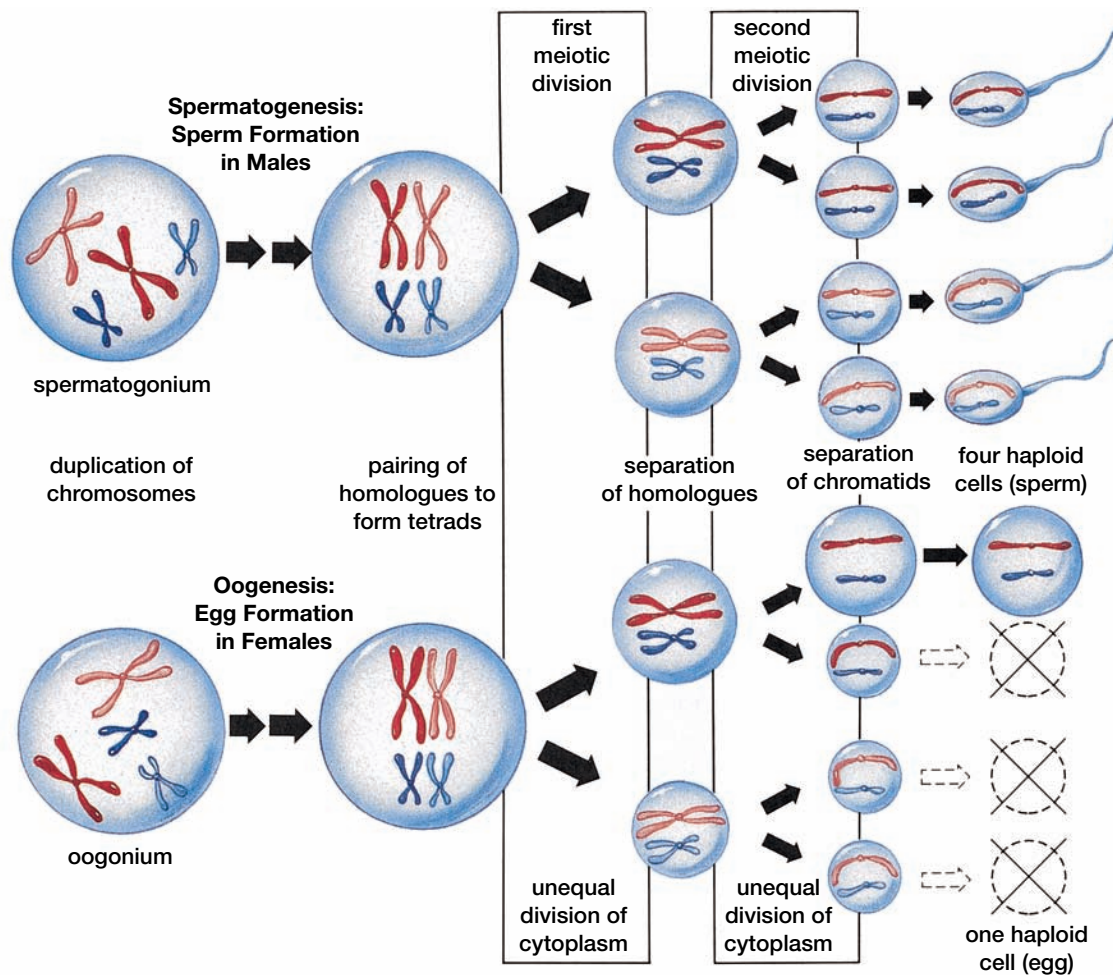 first
meiotic
division
second
meiotic
division
Spermatogenesis:
Sperm Formation
in Males
spermatogonium
duplication of
chromosomes
pairing of
homologues to
form tetrads
separation
of homologues
separation
of chromatids
four haploid
cells (sperm)
Oogenesis:
Egg Formation
in Females
oogonium
unequal
division of
cytoplasm
unequal
division of
cytoplasm
one haploid
cell (egg)